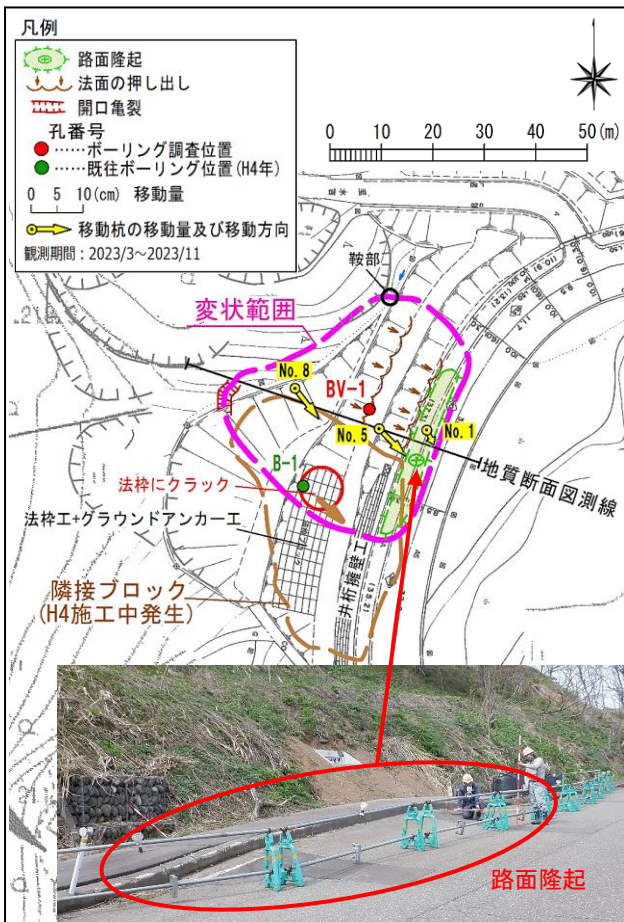 凡例
路面隆起
法面の押し出し
開口亀裂
孔番号
……ボーリング調査位置
……既往ボーリング位置(H4年)
0 5 10(cm) 移動量
移動杭の移動量及び移動方向
観測期間:2023/3~2023/11
0 10 20 30 40 50(m)
鞍部
変状範囲
No.8
BV-1
No.5
No.1
B-1
地質断面図測線
法枠にクラック
法枠工+グラウンドアンカー工
隣接ブロック
(H4施工中発生)
井桁擁壁工
路面隆起